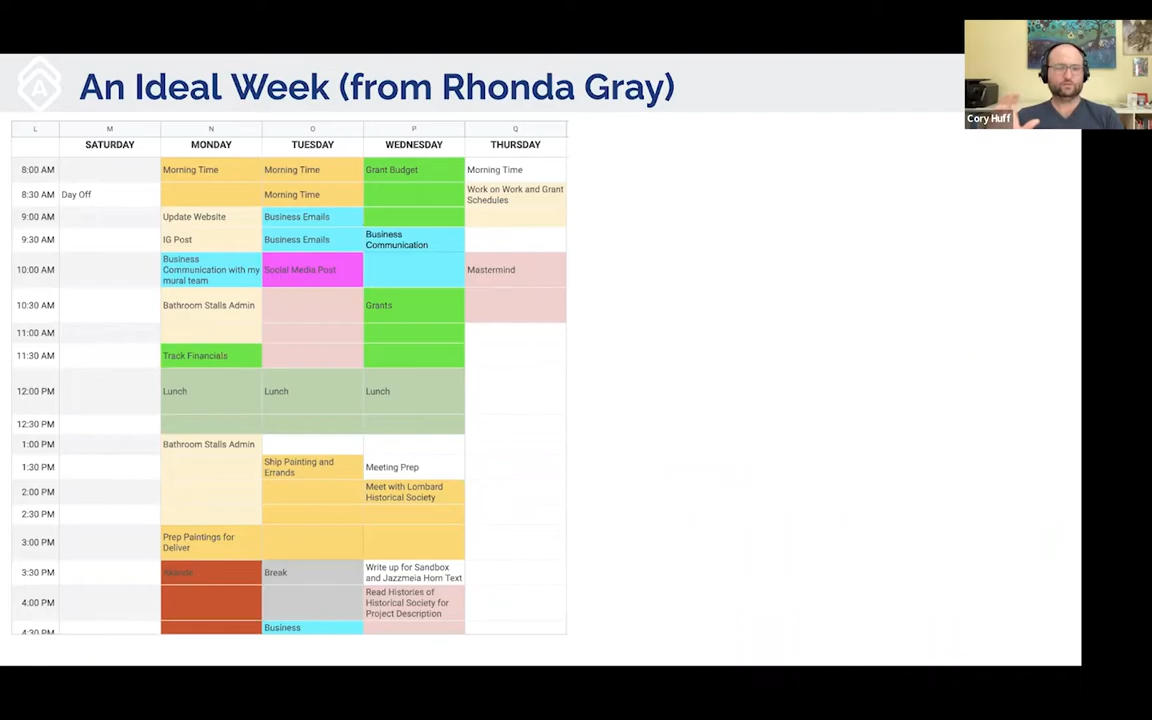 An Ideal Week (from Rhonda Gray)
Cory Huff
L M N O P Q
SATURDAY MONDAY TUESDAY WEDNESDAY THURSDAY
8:00 AM Morning Time Morning Time Grant Budget Morning Time
8:30 AM Day Off Morning Time Work on Work and Grant
Schedules
9:00 AM Update Website Business Emails
9:30 AM IG Post Business Emails Business
Communication
10:00 AM Business
Communication with my
mural team Social Media Post Mastermind
10:30 AM Bathroom Stalls Admin Grants
11:00 AM
11:30 AM Track Financials
12:00 PM Lunch Lunch Lunch
12:30 PM
1:00 PM Bathroom Stalls Admin
1:30 PM Ship Painting and
Errands Meeting Prep
2:00 PM Meet with Lombard
Historical Society
2:30 PM
3:00 PM Prep Paintings for
Deliver
3:30 PM Break Write up for Sandbox
and Jazzmeia Horn Text
4:00 PM Read Histories of
Historical Society for
Project Description
4:30 PM Business